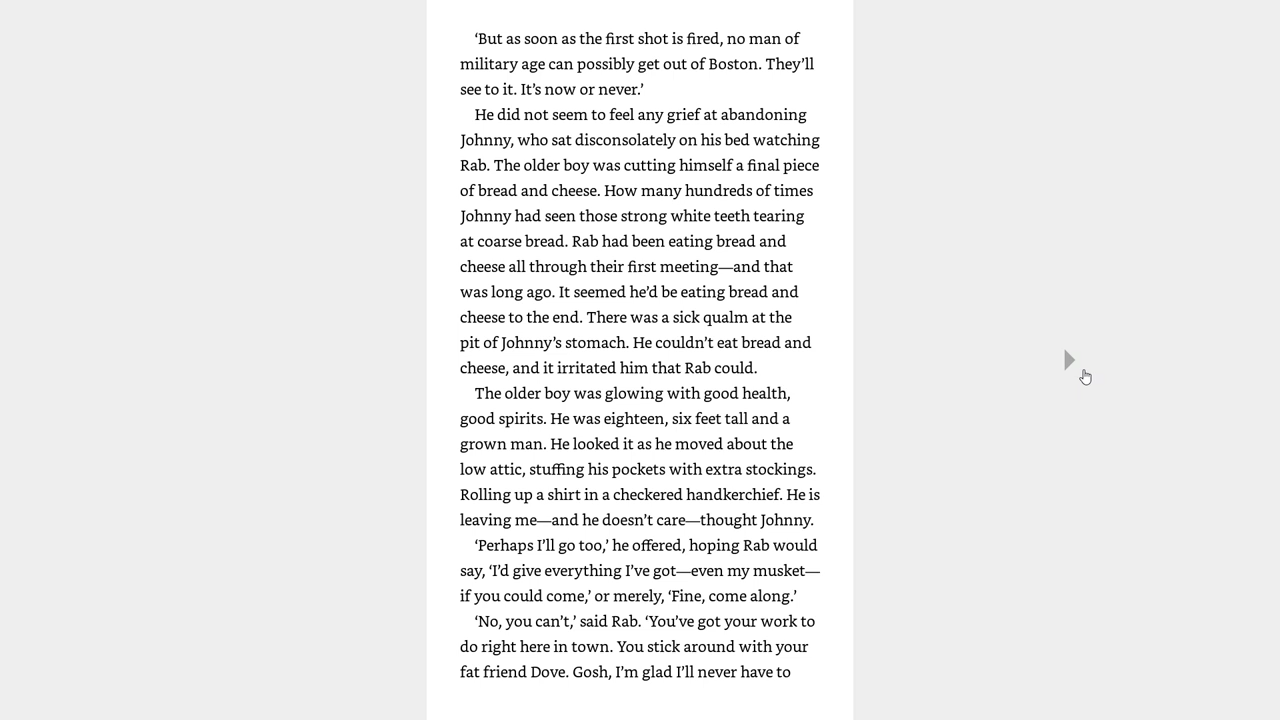 ‘But as soon as the first shot is fired, no man of
military age can possibly get out of Boston. They’ll
see to it. It’s now or never.’
He did not seem to feel any grief at abandoning
Johnny, who sat disconsolately on his bed watching
Rab. The older boy was cutting himself a final piece
of bread and cheese. How many hundreds of times
Johnny had seen those strong white teeth tearing
at coarse bread. Rab had been eating bread and
cheese all through their first meeting—and that
was long ago. It seemed he’d be eating bread and
cheese to the end. There was a sick qualm at the
pit of Johnny’s stomach. He couldn’t eat bread and
cheese, and it irritated him that Rab could.
The older boy was glowing with good health,
good spirits. He was eighteen, six feet tall and a
grown man. He looked it as he moved about the
low attic, stuffing his pockets with extra stockings.
Rolling up a shirt in a checkered handkerchief. He is
leaving me—and he doesn’t care—thought Johnny.
‘Perhaps I’ll go too,’ he offered, hoping Rab would
say, ‘I’d give everything I’ve got—even my musket—
if you could come,’ or merely, ‘Fine, come along.’
‘No, you can’t,’ said Rab. ‘You’ve got your work to
do right here in town. You stick around with your
fat friend Dove. Gosh, I’m glad I’ll never have to